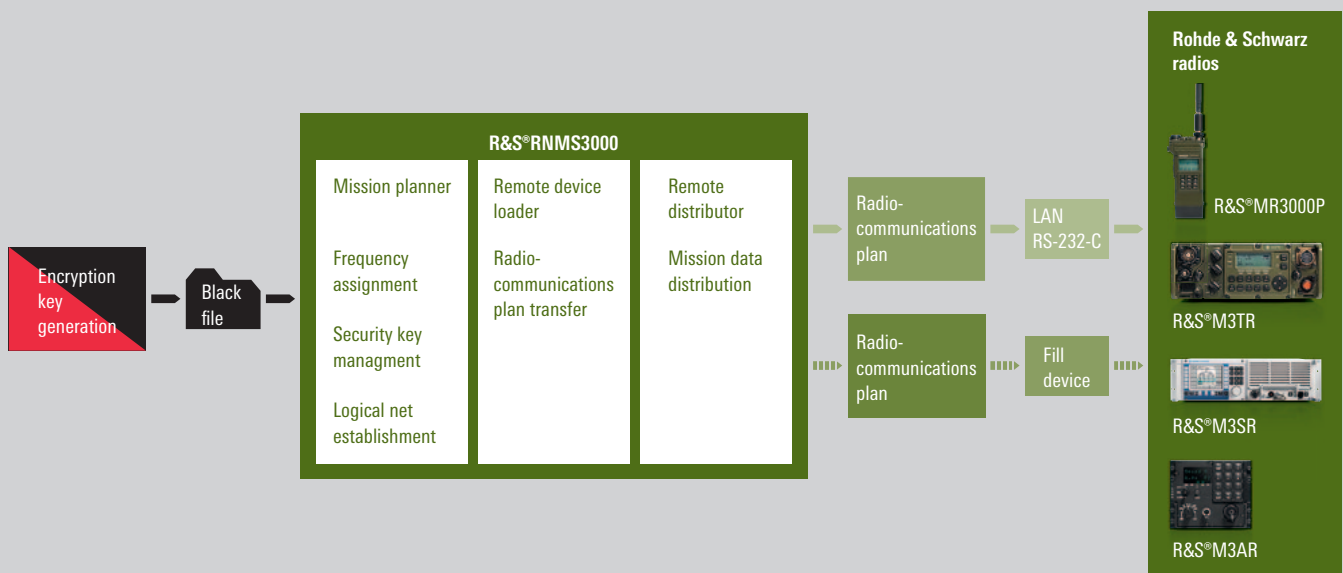 Encryption
key
generation
Black
file
R&S®RNMS3000
Mission planner
Frequency
assignment
Security key
managment
Logical net
establishment
Remote device
loader
Radio-
communications
plan transfer
Remote
distributor
Mission data
distribution
Radio-
communications
plan
LAN
RS-232-C
Radio-
communications
plan
Fill
device
Rohde & Schwarz
radios
R&S®MR3000P
R&S®M3TR
R&S®M3SR
R&S®M3AR